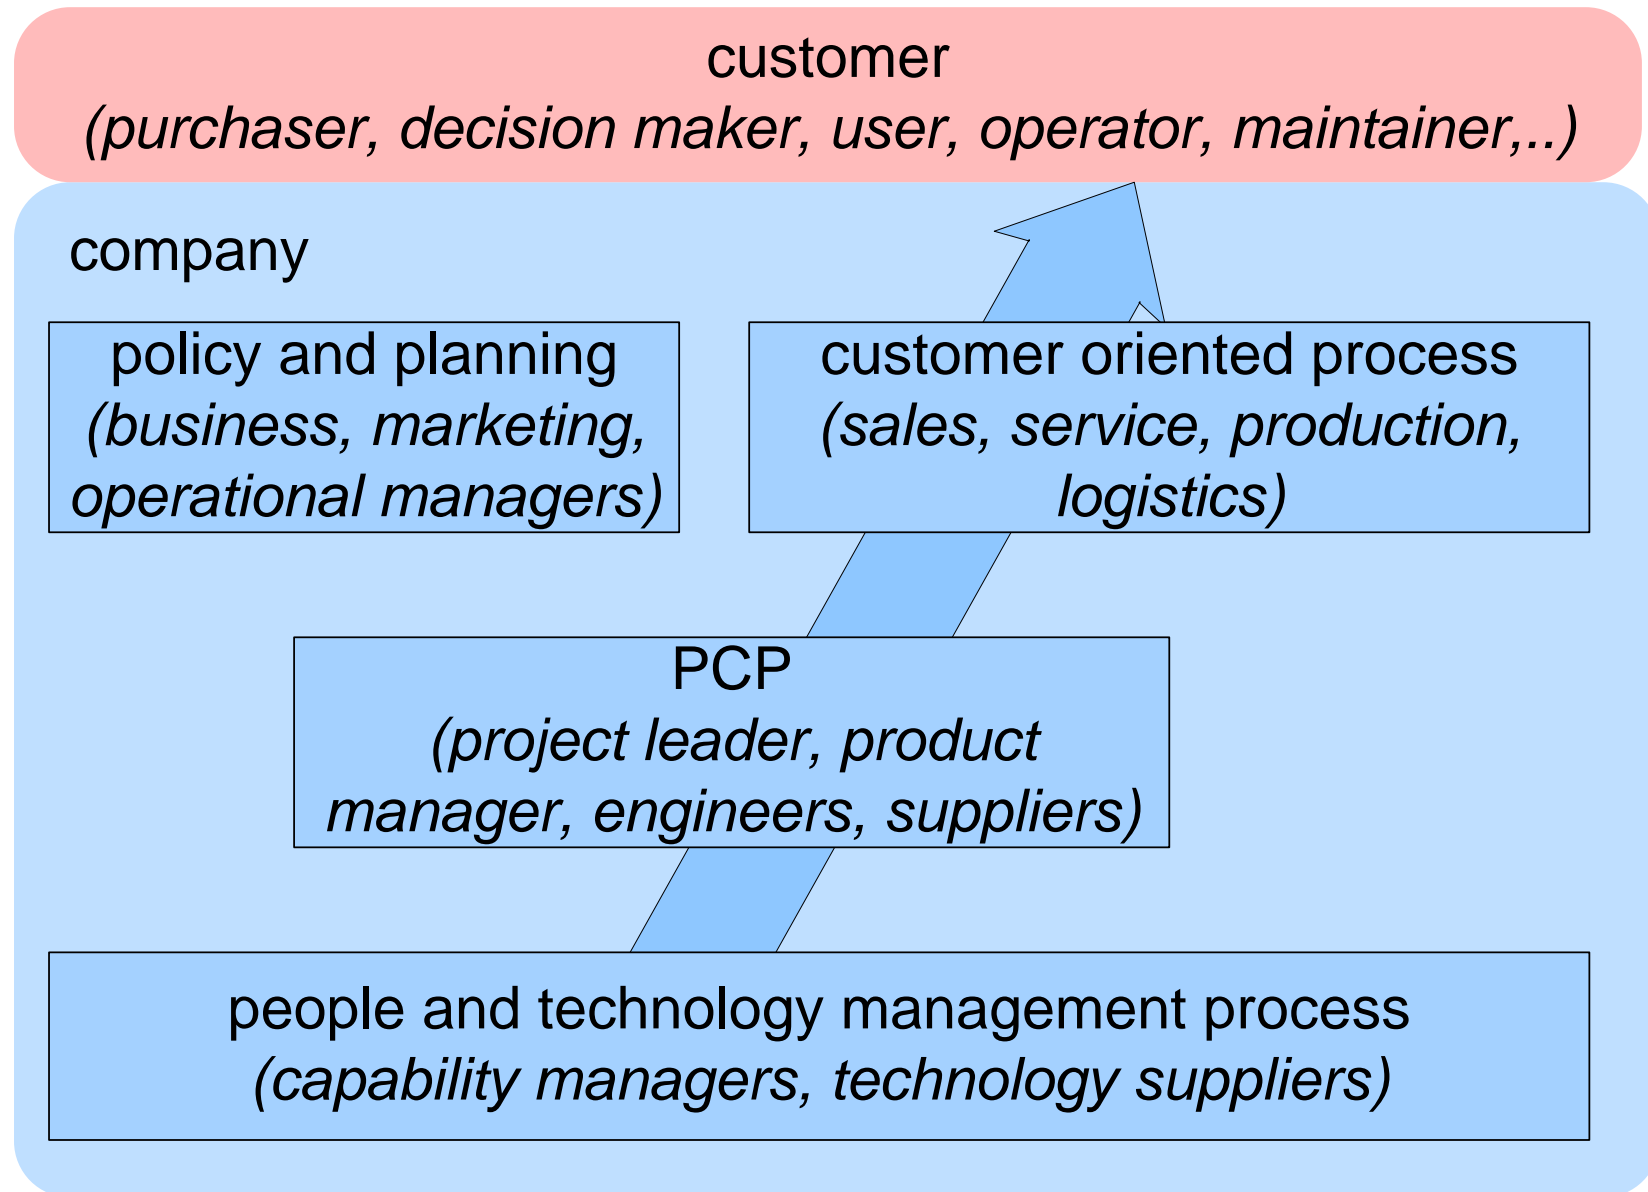 customer
(purchaser, decision maker, user, operator, maintainer,..)
company
policy and planning
(business, marketing,
operational managers)
customer oriented process
(sales, service, production,
logistics)
PCP
(project leader, product
manager, engineers, suppliers)
people and technology management process
(capability managers, technology suppliers)